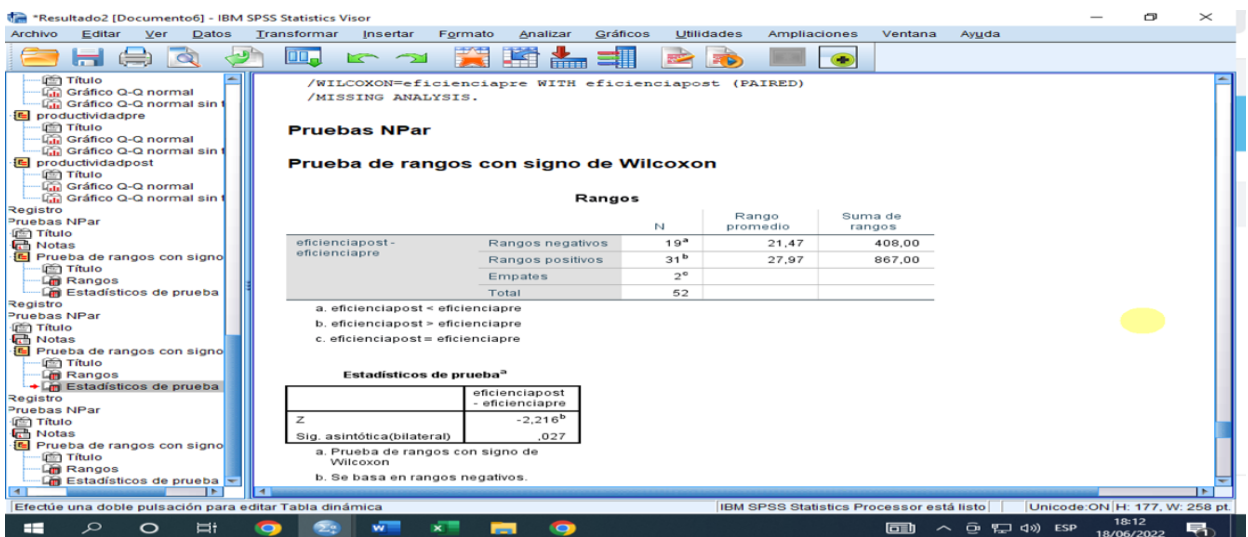 *Resultado2 [Documento6] - IBM SPSS Statistics Visor
Archivo Editar Ver Datos Transformar Insertar Formato Analizar Gráficos Utilidades Ampliaciones Ventana Ayuda
Título
Gráfico Q-Q normal
Gráfico Q-Q normal sin
productividadpre
Título
Gráfico Q-Q normal
Gráfico Q-Q normal sin
productividadpost
Título
Gráfico Q-Q normal
Gráfico Q-Q normal sin
Registro
Pruebas NPar
Título
Notas
Prueba de rangos con signo
Título
Rangos
Estadísticos de prueba
Registro
Pruebas NPar
Título
Notas
Prueba de rangos con signo
Título
Rangos
Estadísticos de prueba
Registro
Pruebas NPar
Título
Notas
Prueba de rangos con signo
Título
Rangos
Estadísticos de prueba
/WILCOXON=eficienciapre WITH eficienciapost (PAIRED)
/MISSING ANALYSIS.
Pruebas NPar
Prueba de rangos con signo de Wilcoxon
Rangos
N Rango promedio Suma de rangos
eficienciapost - eficienciapre Rangos negativos 19a 21,47 408,00
Rangos positivos 31b 27,97 867,00
Empates 2c
Total 52
a. eficienciapost < eficienciapre
b. eficienciapost > eficienciapre
c. eficienciapost = eficienciapre
Estadísticos de pruebaa
eficienciapost
- eficienciapre
Z -2,216b
Sig. asintótica(bilateral) ,027
a. Prueba de rangos con signo de
Wilcoxon
b. Se basa en rangos negativos.
Efectúe una doble pulsación para editar Tabla dinámica IBM SPSS Statistics Processor está listo Unicode:ON H: 177, W: 258 pt.
ESP 18:12
18/06/2022